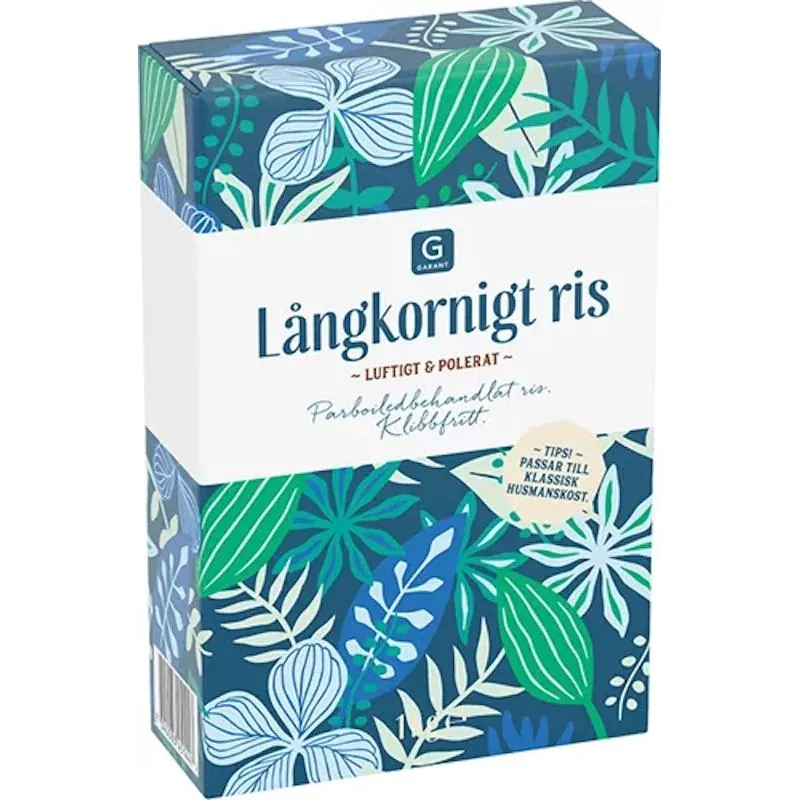 G
GARANT
Långkornigt ris
~ LUFTIGT & POLERAT ~
Parboiledbehandlat ris.
Klibbfritt.
~ TIPS! ~
PASSAR TILL
KLASSISK
HUSMANSKOST.